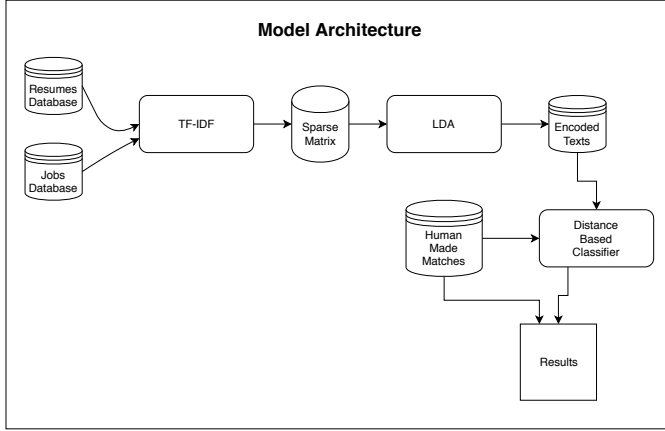 Model Architecture
Resumes
Database
TF-IDF
Sparse
Matrix
LDA
Encoded
Texts
Jobs
Database
Human
Made
Matches
Distance
Based
Classifier
Results